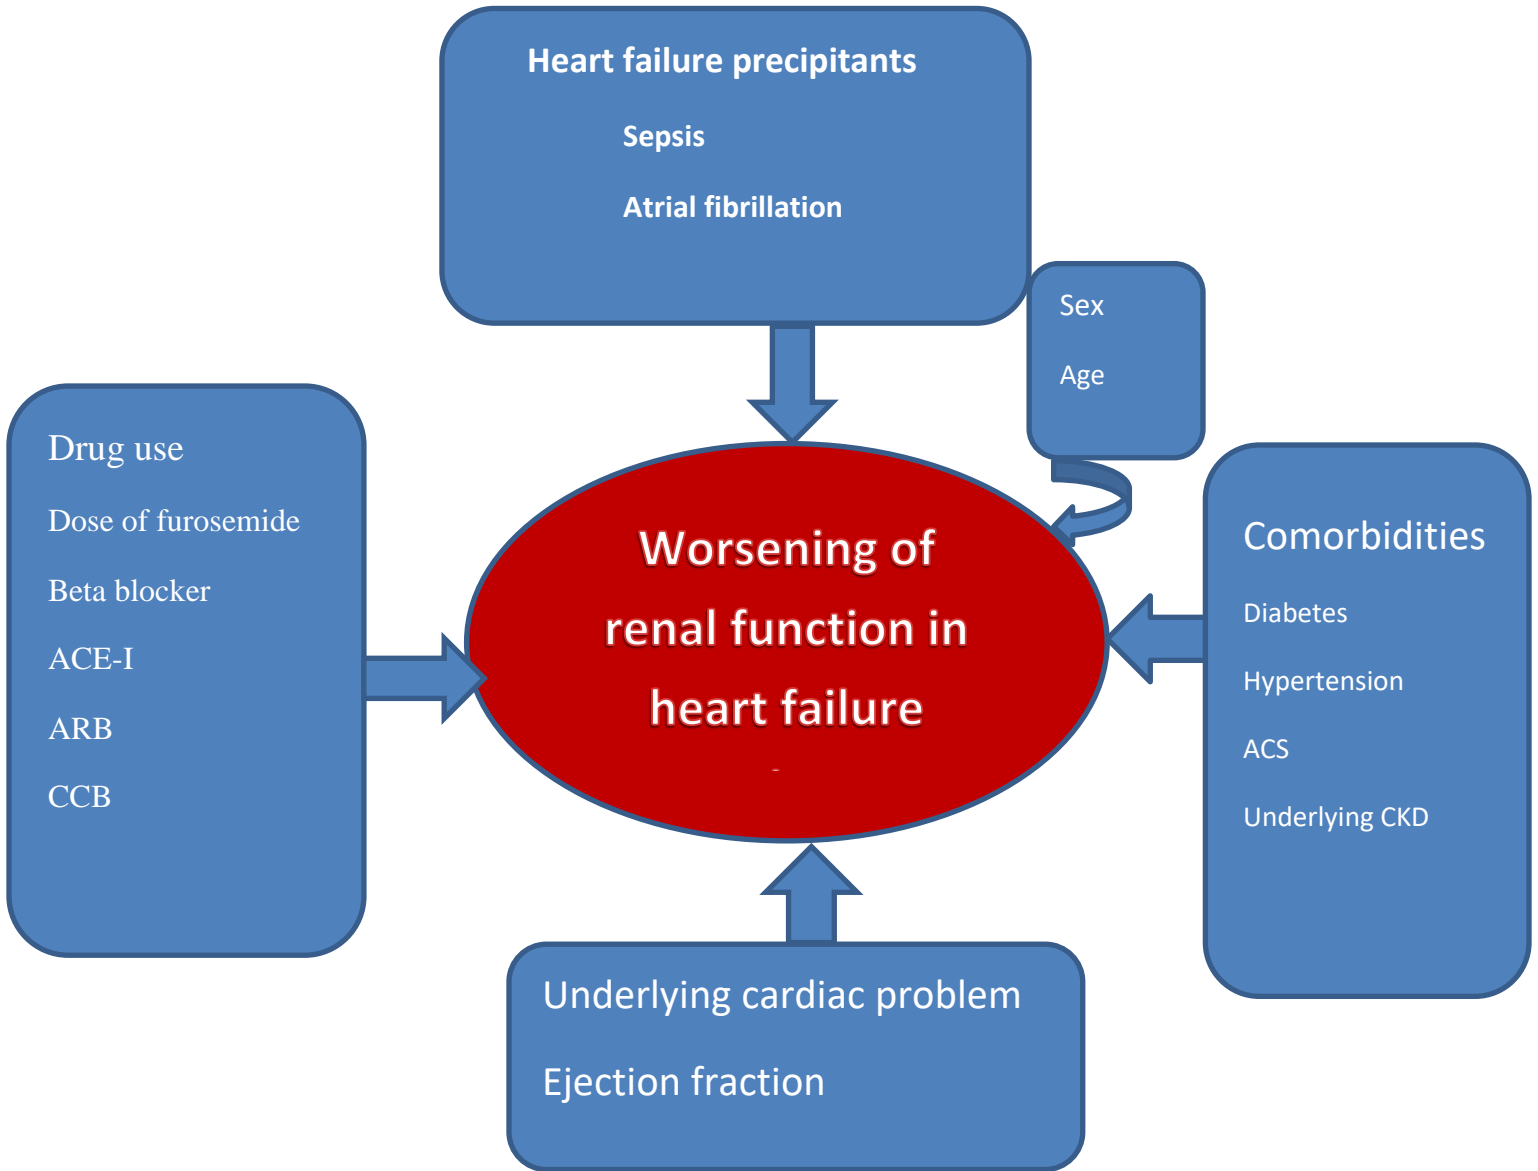 Heart failure precipitants
Sepsis
Atrial fibrillation
Sex
Age
Drug use
Dose of furosemide
Beta blocker
ACE-I
ARB
CCB
Worsening of
renal function in
heart failure
Comorbidities
Diabetes
Hypertension
ACS
Underlying CKD
Underlying cardiac problem
Ejection fraction